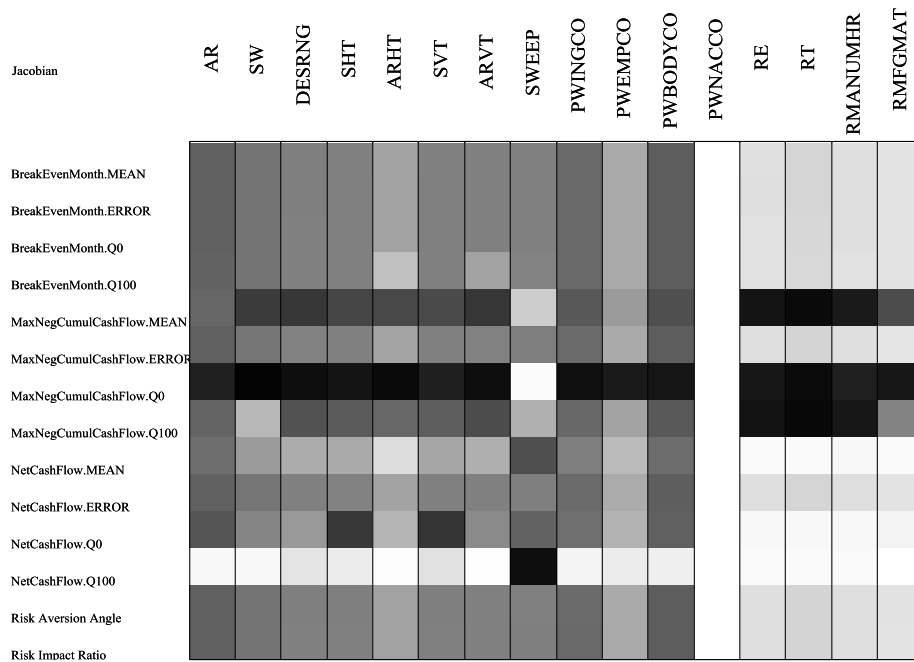 Jacobian
AR
SW
DESRNG
SHT
ARHT
SVT
ARVT
SWEEP
PWINGCO
PWEMPCO
PWBODYCO
PWNACCO
RE
RT
RMANUMHR
RMFGMAT
BreakEvenMonth.MEAN
BreakEvenMonth.ERROR
BreakEvenMonth.Q0
BreakEvenMonth.Q100
MaxNegCumulCashFlow.MEAN
MaxNegCumulCashFlow.ERROR
MaxNegCumulCashFlow.Q0
MaxNegCumulCashFlow.Q100
NetCashFlow.MEAN
NetCashFlow.ERROR
NetCashFlow.Q0
NetCashFlow.Q100
Risk Aversion Angle
Risk Impact Ratio